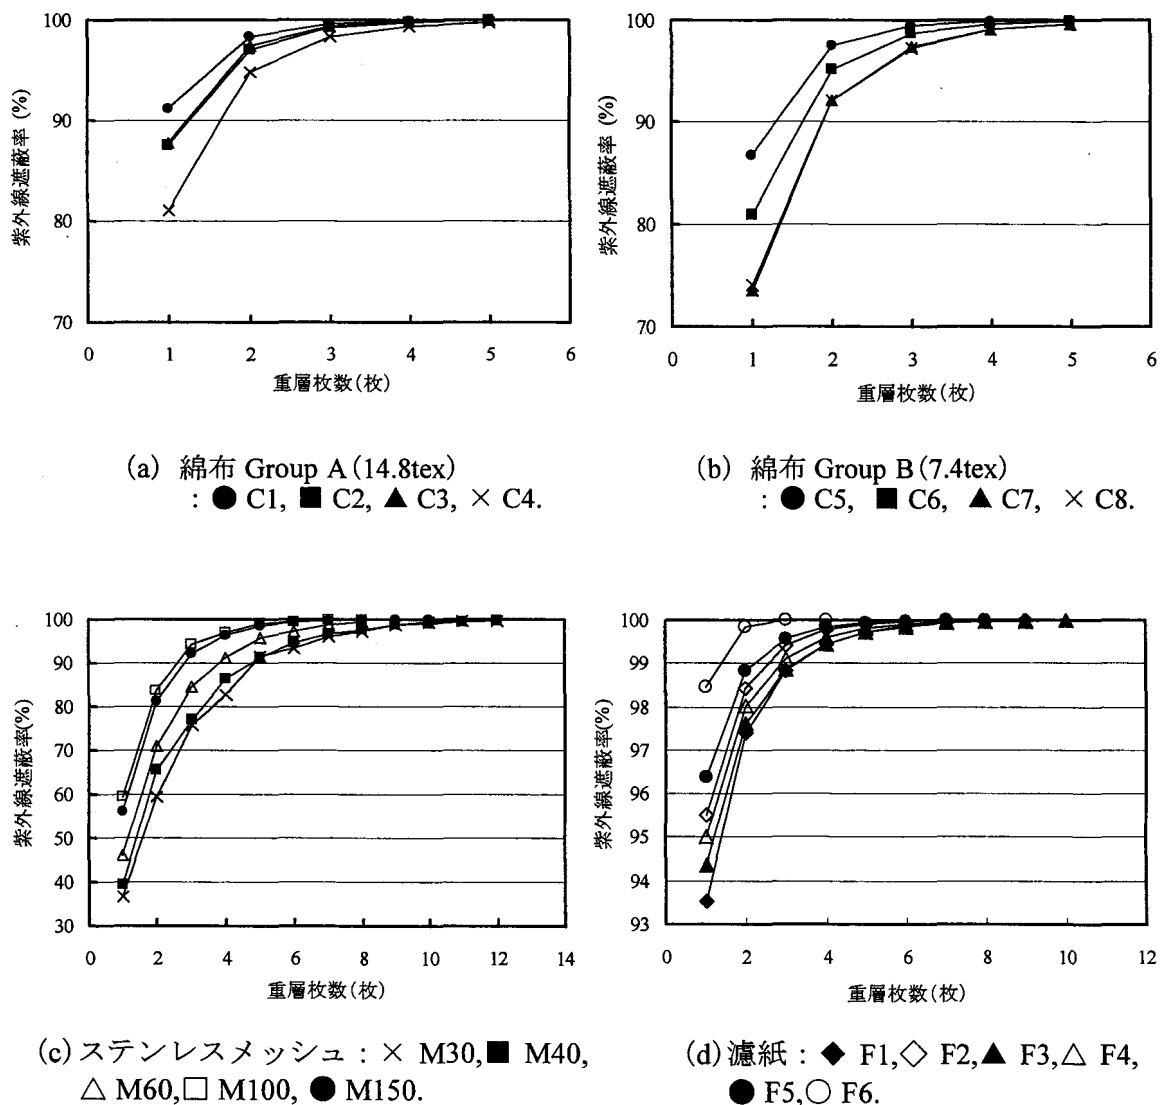 100
90
80
70
紫外線遮蔽率 (%)
0 1 2 3 4 5 6
重層枚数(枚)
(a) 綿布 Group A(14.8tex)
: ● C1, ■ C2, ▲ C3, × C4.
100
90
80
70
紫外線遮蔽率 (%)
0 1 2 3 4 5 6
重層枚数(枚)
(b) 綿布 Group B(7.4tex)
: ● C5, ■ C6, ▲ C7, × C8.
100
90
80
70
60
50
40
30
紫外線遮蔽率(%)
0 2 4 6 8 10 12 14
重層枚数(枚)
(c)ステンレスメッシュ : × M30,■ M40,
△ M60,□ M100, ● M150.
100
99
98
97
96
95
94
93
紫外線遮蔽率(%)
0 2 4 6 8 10 12
重層枚数(枚)
(d)濾紙 : ◆ F1,◇ F2,▲ F3,△ F4,
● F5,○ F6.